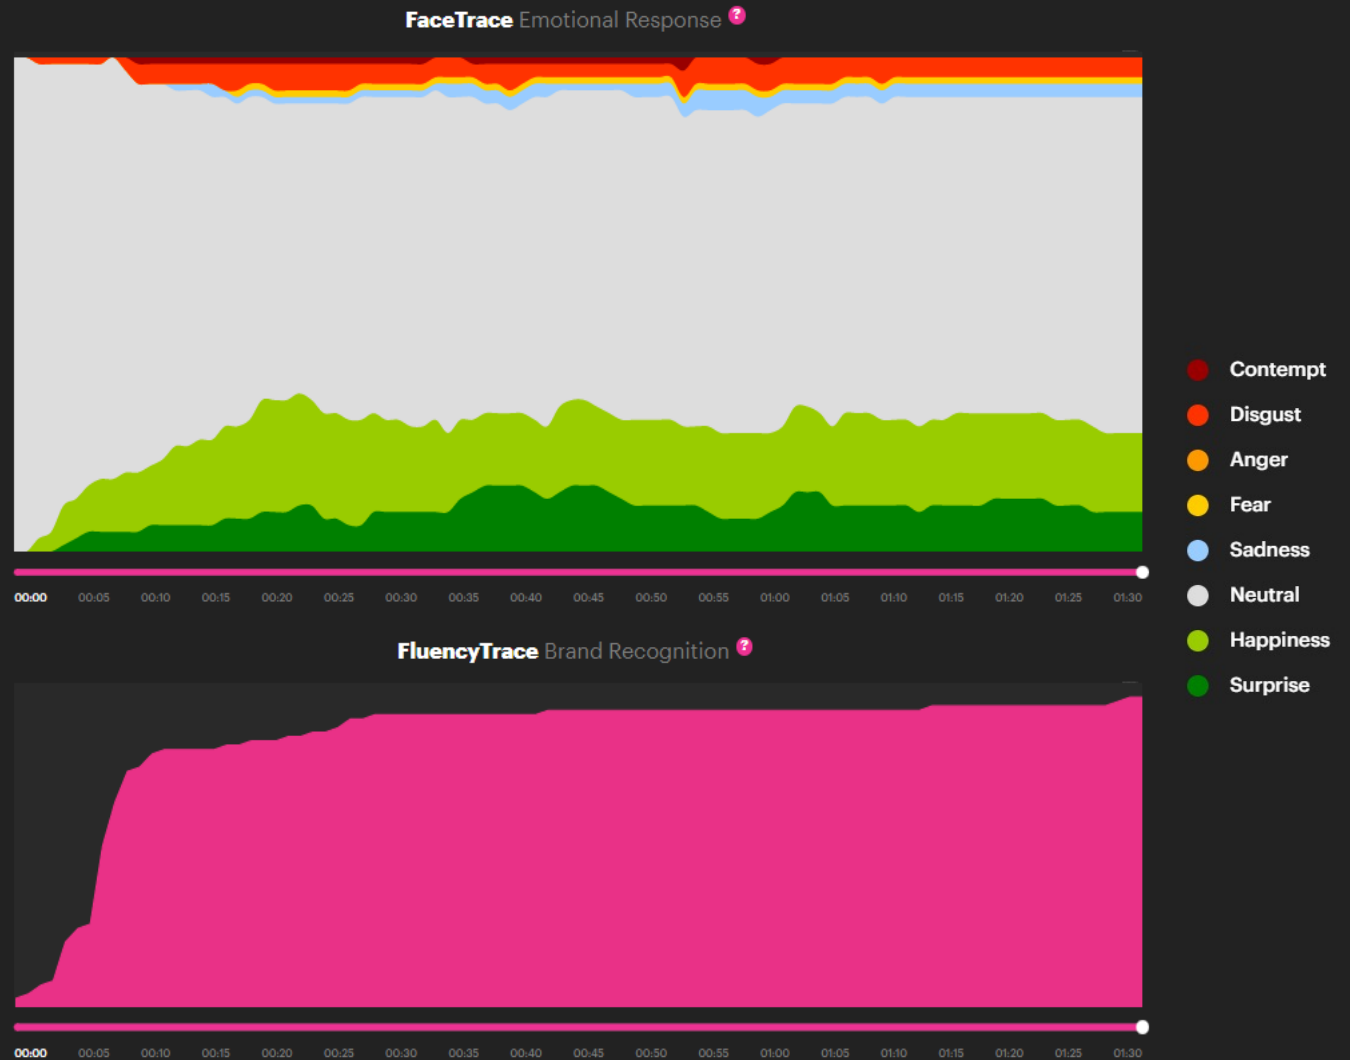 FaceTrace Emotional Response ?
00:00 00:05 00:10 00:15 00:20 00:25 00:30 00:35 00:40 00:45 00:50 00:55 01:00 01:05 01:10 01:15 01:20 01:25 01:30
Contempt
Disgust
Anger
Fear
Sadness
Neutral
Happiness
Surprise
FluencyTrace Brand Recognition ?
00:00 00:05 00:10 00:15 00:20 00:25 00:30 00:35 00:40 00:45 00:50 00:55 01:00 01:05 01:10 01:15 01:20 01:25 01:30